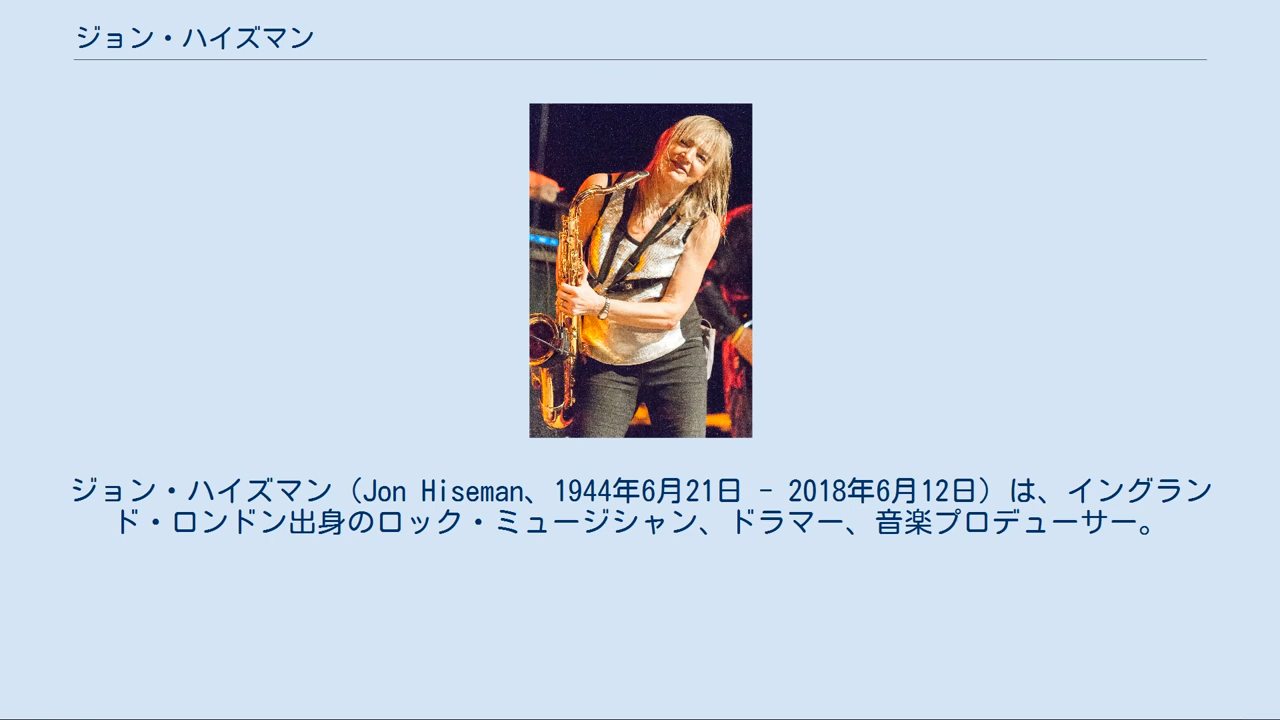 ジョン・ハイズマン
ジョン・ハイズマン（Jon Hiseman、1944年6月21日 - 2018年6月12日）は、イングラン
ド・ロンドン出身のロック・ミュージシャン、ドラマー、音楽プロデューサー。